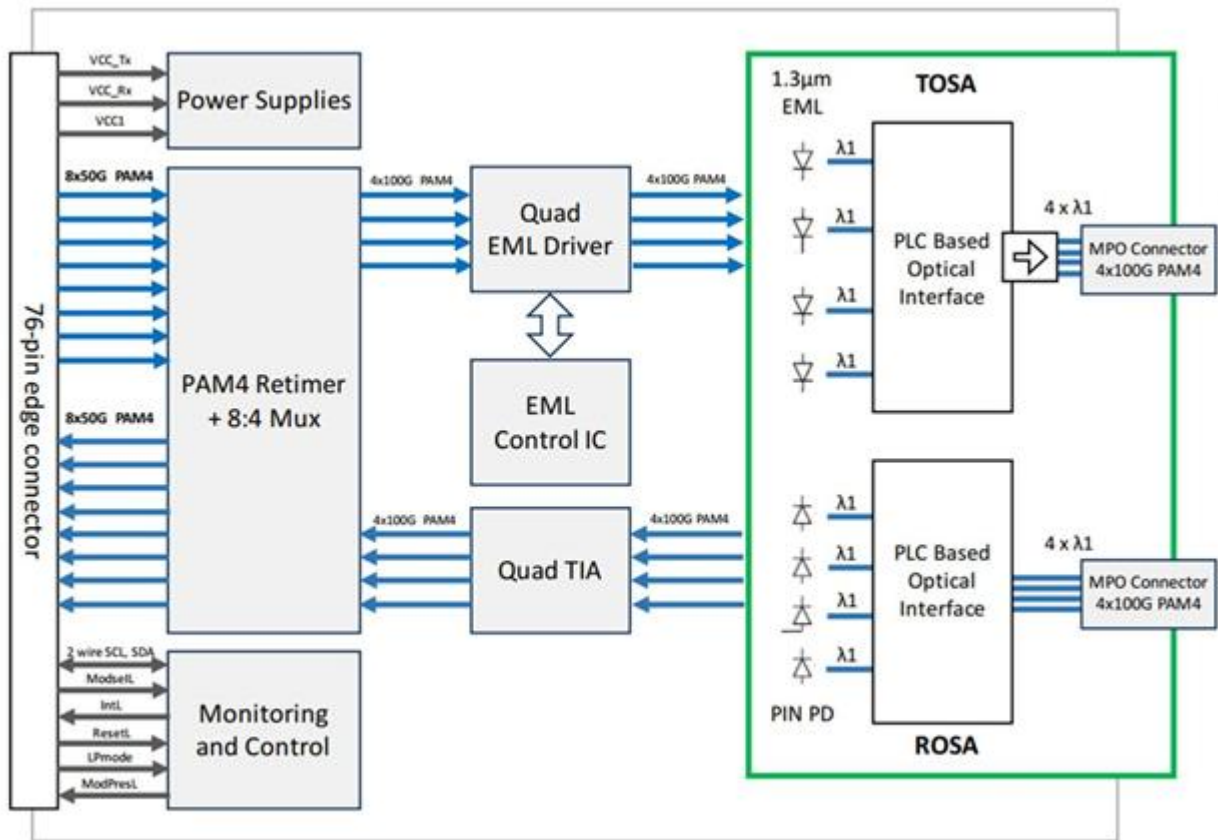 VCC_Tx
VCC_Rx
VCC1
Power Supplies
8x50G PAM4
8x50G PAM4
76-pin edge connector
PAM4 Retimer
+ 8:4 Mux
4x100G PAM4
Quad
EML Driver
4x100G PAM4
EML
Control IC
4x100G PAM4
Quad TIA
4x100G PAM4
2 wire SCL, SDA
ModselL
IntL
ResetL
LPmode
ModPresL
Monitoring
and Control
1.3μm
EML
TOSA
λ1
λ1
λ1
λ1
PLC Based
Optical
Interface
4 x λ1
MPO Connector
4x100G PAM4
λ1
λ1
λ1
λ1
PIN PD
PLC Based
Optical
Interface
ROSA
4 x λ1
MPO Connector
4x100G PAM4